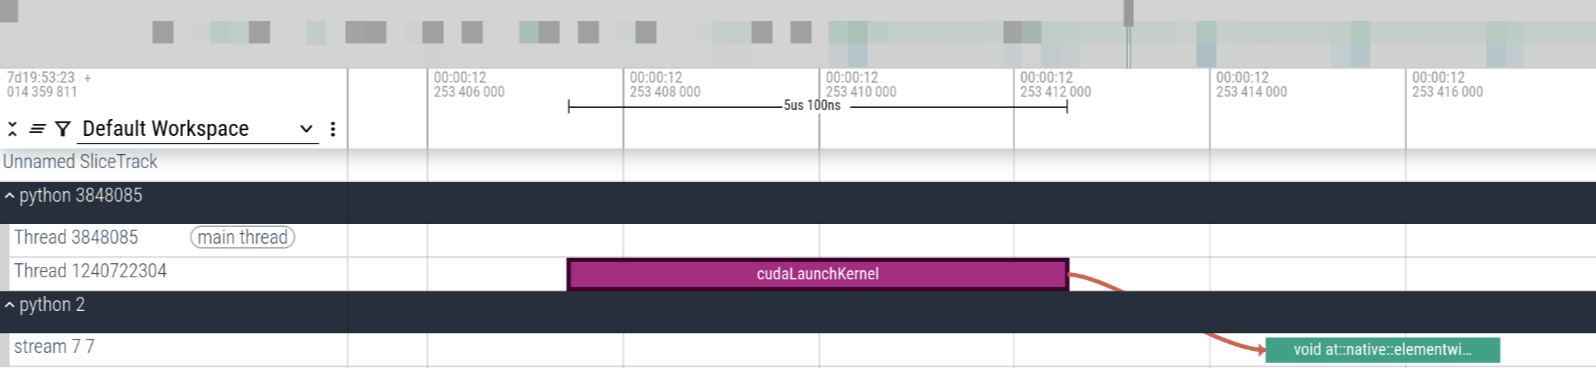 7d19:53:23 +
014 359 811
00:00:12
253 406 000
00:00:12
253 408 000
00:00:12
253 410 000
00:00:12
253 412 000
00:00:12
253 414 000
00:00:12
253 416 000
5us 100ns
Default Workspace
Unnamed SliceTrack
python 3848085
Thread 3848085 main thread
Thread 1240722304
cudaLaunchKernel
python 2
stream 7 7
void at::native::elementwi...